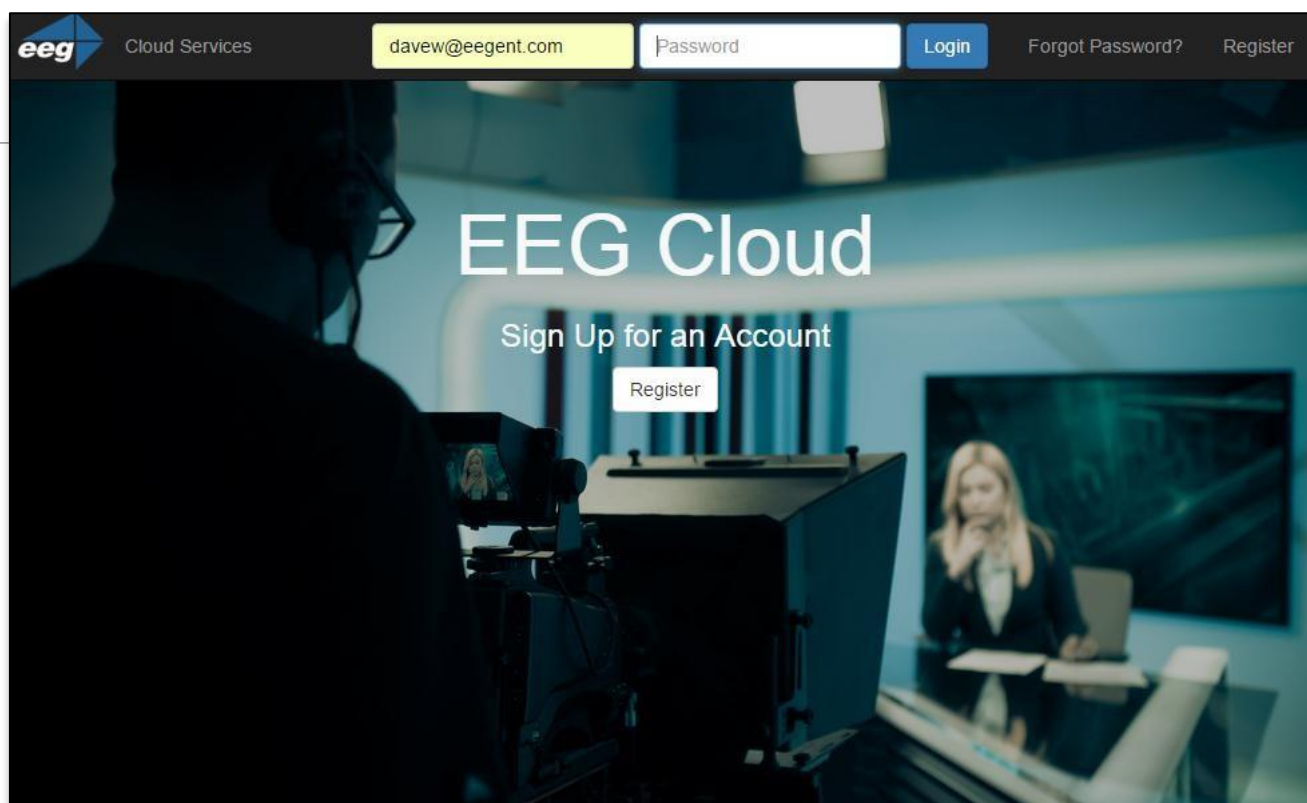 eeg Cloud Services davew@eegent.com Password Login Forgot Password? Register
EEG Cloud
Sign Up for an Account
Register